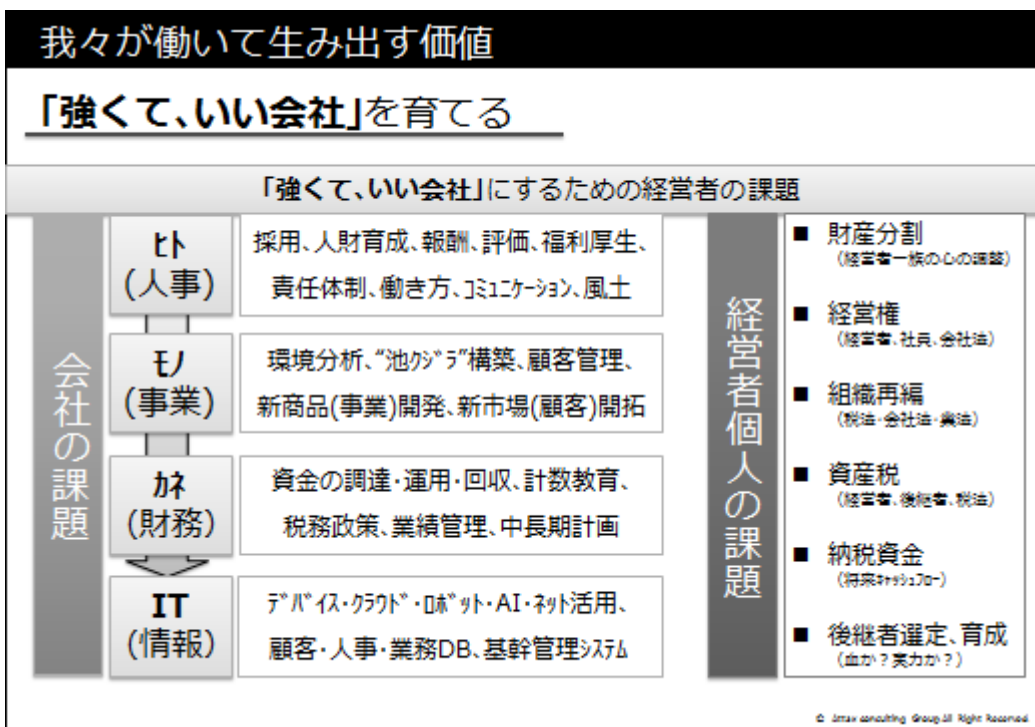 我々が働いて生み出す価値
「強くて、いい会社」を育てる
「強くて、いい会社」にするための経営者の課題
会社の課題
ﾋﾄ
(人事)
採用、人財育成、報酬、評価、福利厚生、
責任体制、働き方、ｺﾐｭﾆｹｰｼｮﾝ、風土
ﾓﾉ
(事業)
環境分析、“池ｸｼﾞﾗ”構築、顧客管理、
新商品(事業)開発、新市場(顧客)開拓
ｶﾈ
(財務)
資金の調達・運用・回収、計数教育、
税務政策、業績管理、中長期計画
IT
(情報)
ﾃﾞﾊﾞｲｽ・ｸﾗｳﾄﾞ・ﾛﾎﾞｯﾄ・AI・ネット活用、
顧客・人事・業務DB、基幹管理ｼｽﾃﾑ
経営者個人の課題
■ 財産分割
(経営者一族の心の調整)
■ 経営権
(経営者、社員、会社法)
■ 組織再編
(税法・会社法・業法)
■ 資産税
(経営者、後継者、税法)
■ 納税資金
(将来ｷｬｯｼｭﾌﾛｰ)
■ 後継者選定、育成
(血か？実力か？)
© Attax consulting Group.All Right Reserved